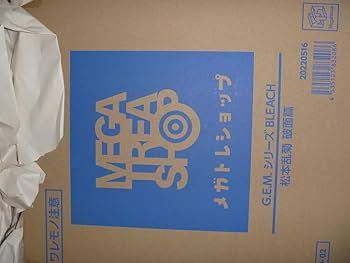 MEGA
TREA
SHOP
メガトレショップ
G.E.M.シリーズ BLEACH
松本乱菊 破面篇
20220516
ワレモノ注意
-02